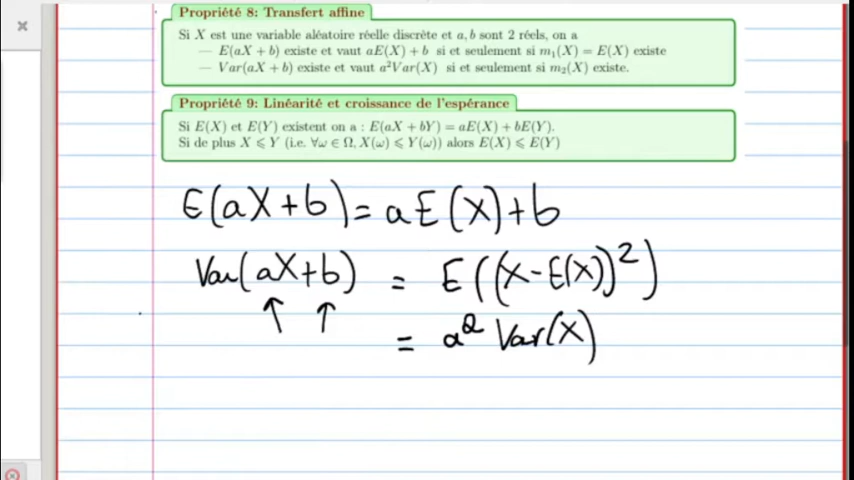 Propriété 8: Transfert affine
Si X est une variable aléatoire réelle discrète et a, b sont 2 réels, on a
— E(aX + b) existe et vaut aE(X) + b si et seulement si m₁(X) = E(X) existe
— Var(aX + b) existe et vaut a²Var(X) si et seulement si m₂(X) existe.
Propriété 9: Linéarité et croissance de l'espérance
Si E(X) et E(Y) existent on a : E(aX + bY) = aE(X) + bE(Y).
Si de plus X ⩽ Y (i.e. ∀ω ∈ Ω, X(ω) ⩽ Y(ω)) alors E(X) ⩽ E(Y)
E(aX+b) = aE(X)+b
Var(aX+b) = E((X-E(X))²)
= a² Var(X)